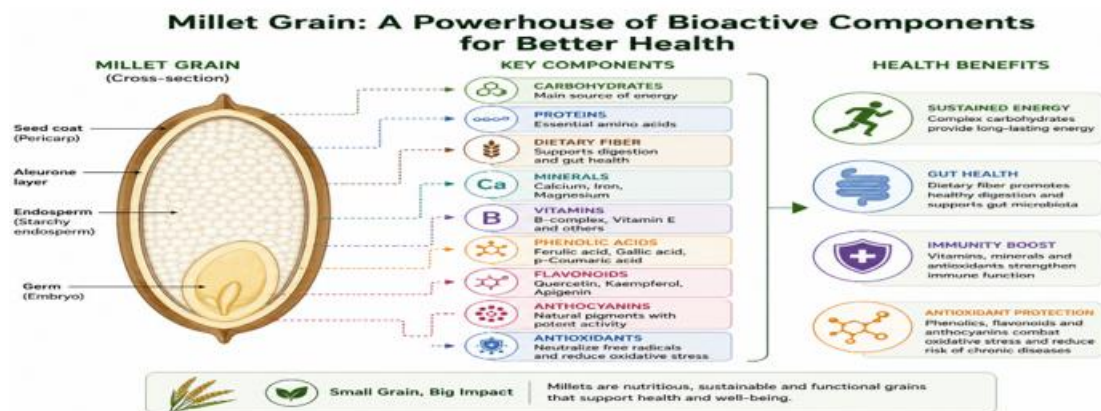 Millet Grain: A Powerhouse of Bioactive Components
for Better Health
MILLET GRAIN
(Cross-section)
Seed coat
(Pericarp)
Aleurone
layer
Endosperm
(Starchy
endosperm)
Germ
(Embryo)
KEY COMPONENTS
CARBOHYDRATES
Main source of energy
PROTEINS
Essential amino acids
DIETARY FIBER
Supports digestion
and gut health
Ca
MINERALS
Calcium, Iron,
Magnesium
B
VITAMINS
B-complex, Vitamin E
and others
PHENOLIC ACIDS
Ferulic acid, Gallic acid,
p-Coumaric acid
FLAVONOIDS
Quercetin, Kaempferol,
Apigenin
ANTHOCYANINS
Natural pigments with
potent activity
ANTIOXIDANTS
Neutralize free radicals
and reduce oxidative stress
HEALTH BENEFITS
SUSTAINED ENERGY
Complex carbohydrates
provide long-lasting energy
GUT HEALTH
Dietary fiber promotes
healthy digestion and
supports gut microbiota
IMMUNITY BOOST
Vitamins, minerals and
antioxidants strengthen
immune function
ANTIOXIDANT PROTECTION
Phenolics, flavonoids and
anthocyanins combat
oxidative stress and reduce
risk of chronic diseases
Small Grain, Big Impact
Millets are nutritious, sustainable and functional grains
that support health and well-being.